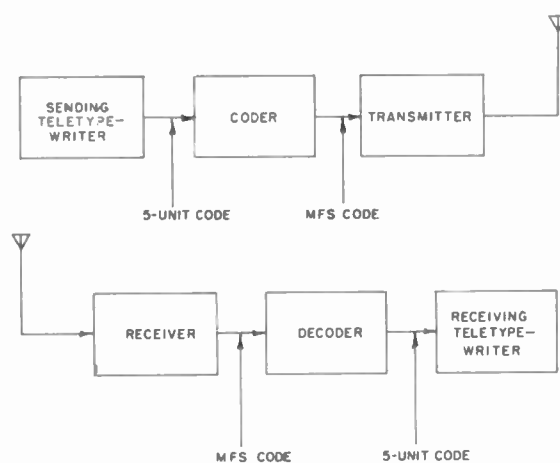 SENDING
TELETYPE-
WRITER
CODER
TRANSMITTER
5-UNIT CODE
MFS CODE
RECEIVER
DECODER
RECEIVING
TELETYPE-
WRITER
MFS CODE
5-UNIT CODE